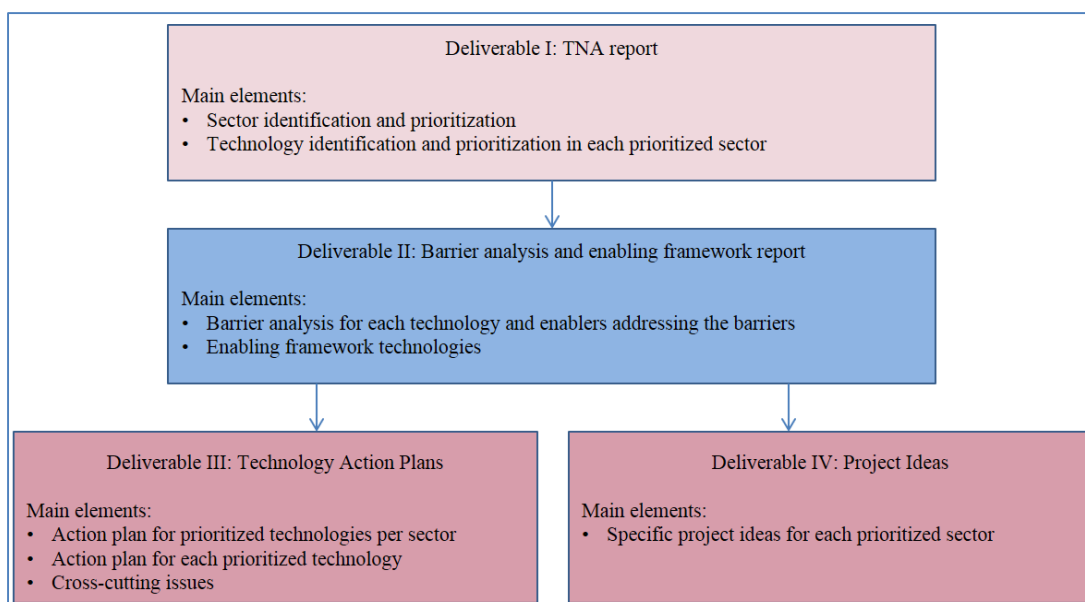 Deliverable I: TNA report
Main elements:
• Sector identification and prioritization
• Technology identification and prioritization in each prioritized sector
Deliverable II: Barrier analysis and enabling framework report
Main elements:
• Barrier analysis for each technology and enablers addressing the barriers
• Enabling framework technologies
Deliverable III: Technology Action Plans
Main elements:
• Action plan for prioritized technologies per sector
• Action plan for each prioritized technology
• Cross-cutting issues
Deliverable IV: Project Ideas
Main elements:
• Specific project ideas for each prioritized sector